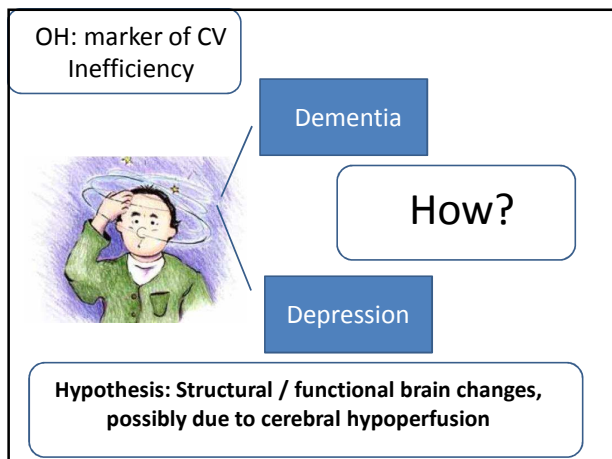 OH: marker of CV
Inefficiency
Dementia
How?
Depression
Hypothesis: Structural / functional brain changes,
possibly due to cerebral hypoperfusion